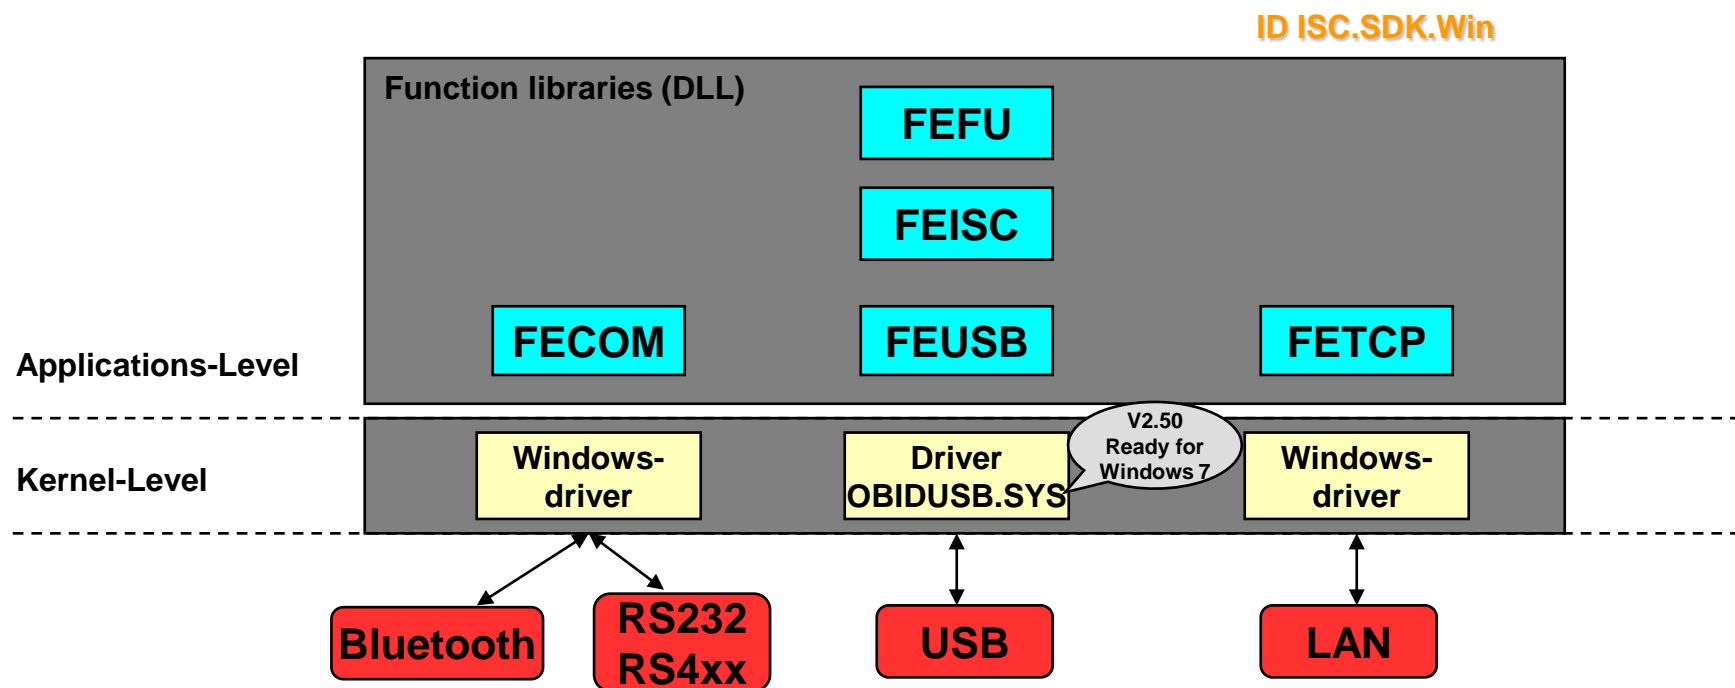 ID ISC.SDK.Win
Function libraries (DLL)
FEFU
FEISC
FECOM
FEUSB
FETCP
Applications-Level
V2.50
Ready for
Windows 7
Windows-
driver
Driver
OBIDUSB.SYS
Windows-
driver
Kernel-Level
Bluetooth
RS232
RS4xx
USB
LAN